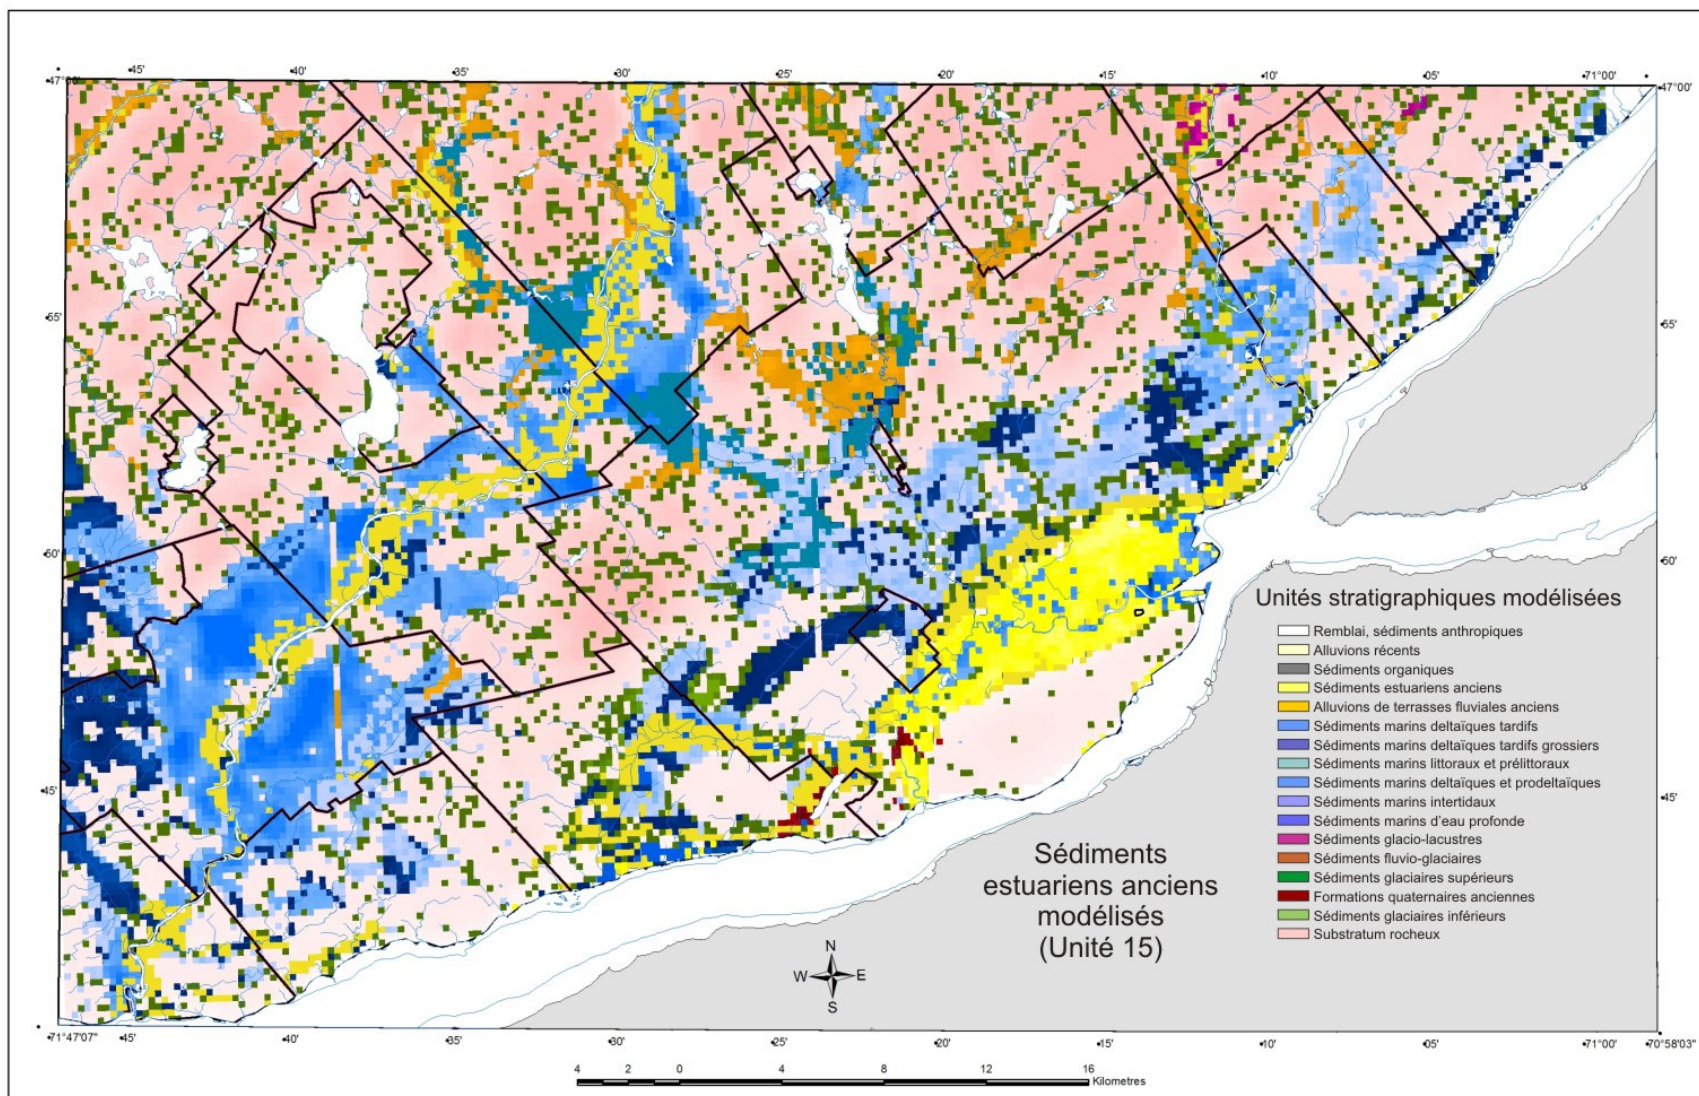 47°00'
45'
40'
35'
30'
25'
20'
15'
10'
05'
71°00'
47°00'
55'
55'
50'
50'
45'
45'
Unités stratigraphiques modélisées
Remblai, sédiments anthropiques
Alluvions récents
Sédiments organiques
Sédiments estuariens anciens
Alluvions de terrasses fluviales anciens
Sédiments marins deltaïques tardifs
Sédiments marins deltaïques tardifs grossiers
Sédiments marins littoraux et prélittoraux
Sédiments marins deltaïques et prodeltaïques
Sédiments marins intertidaux
Sédiments marins d'eau profonde
Sédiments glacio-lacustres
Sédiments fluvio-glaciaires
Sédiments glaciaires supérieurs
Formations quaternaires anciennes
Sédiments glaciaires inférieurs
Substratum rocheux
Sédiments
estuariens anciens
modélisés
(Unité 15)
N
W E
S
71°47'07"
45'
40'
35'
30'
25'
20'
15'
10'
05'
71°00'
70°58'03"
4 2 0 4 8 12 16
Kilometres